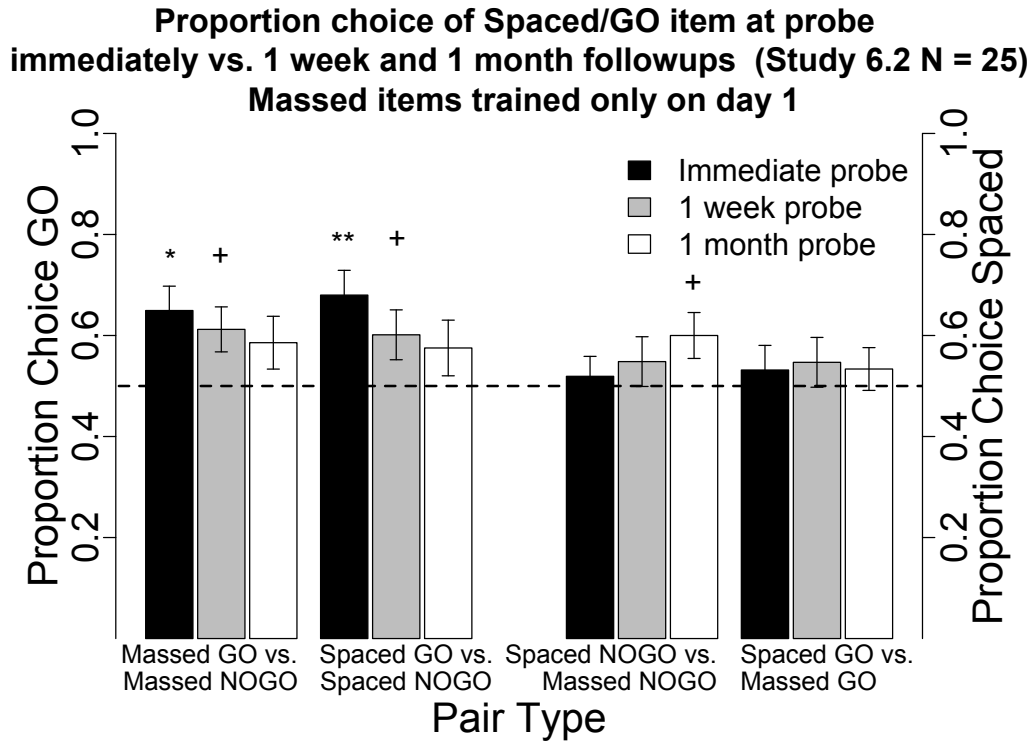 Proportion choice of Spaced/GO item at probe
immediately vs. 1 week and 1 month followups (Study 6.2 N = 25)
Massed items trained only on day 1
Proportion Choice GO
1.0
0.8
0.6
0.4
0.2
Immediate probe
1 week probe
1 month probe
*
+
**
+
+
1.0
0.8
0.6
0.4
0.2
Proportion Choice Spaced
Massed GO vs.
Massed NOGO
Spaced GO vs.
Spaced NOGO
Spaced NOGO vs.
Massed NOGO
Spaced GO vs.
Massed GO
Pair Type